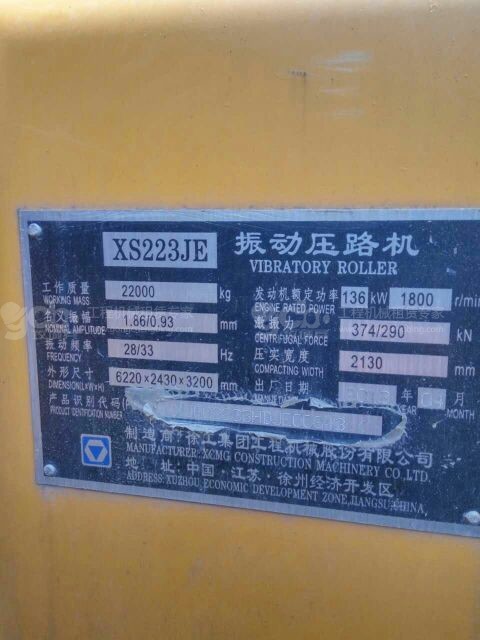 XS223JE 振动压路机
VIBRATORY ROLLER
工作质量 22000 kg 发动机额定功率 136 kW 1800 r/min
WORKING MASS ENGINE RATED POWER
名义振幅 1.86/0.93 mm 激振力 374/290 kN
NOMINAL AMPLITUDE CENTRIFUGAL FORCE
振动频率 28/33 Hz 压实宽度 2130 mm
FREQUENCY COMPACTING WIDTH
外形尺寸 6220×2430×3200 mm 出厂日期 年 月
DIMENSION(L×W×H) DATE YEAR MONTH
产品识别代码
PRODUCT IDENTIFICATION NUMBER
制造商:徐工集团工程机械股份有限公司
MANUFACTURER: XCMG CONSTRUCTION MACHINERY CO.,LTD.
地 址: 中国·江苏·徐州经济开发区
ADDRESS: XUZHOU ECONOMIC DEVELOPMENT ZONE, JIANGSU CHINA.